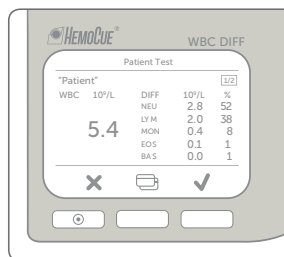 HemoCue®
WBC DIFF
Patient Test
"Patient" 1/2
WBC 10⁹/L DIFF 10⁹/L %
NEU 2.8 52
5.4 LYM 2.0 38
MON 0.4 8
EOS 0.1 1
BAS 0.0 1